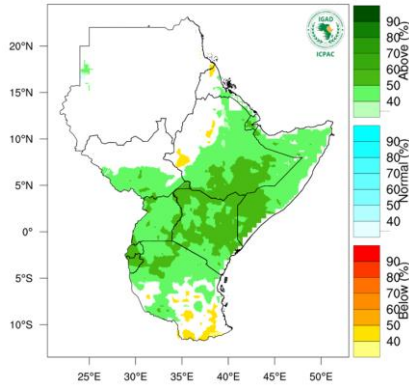 IGAD
ICPAC
20°N
15°N
10°N
5°N
0°
5°S
10°S
25°E
30°E
35°E
40°E
45°E
50°E
Above (%)
90
80
70
60
50
40
Normal (%)
90
80
70
60
50
40
Below (%)
90
80
70
60
50
40